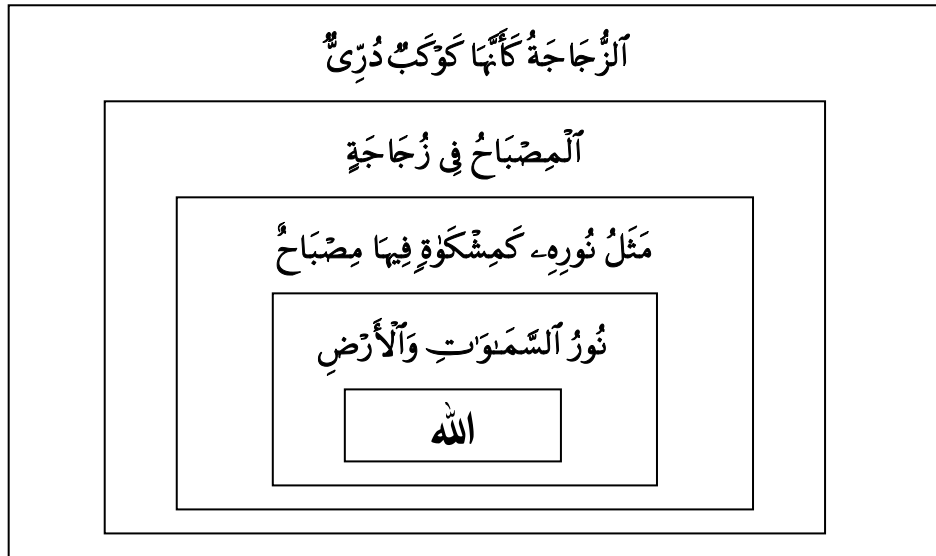 ٱلزُّجَاجَةُ كَأَنَّهَا كَوۡكَبٌ دُرِّىٌّ
ٱلۡمِصۡبَاحُ فِى زُجَاجَةٍ
مَثَلُ نُورِهِۦ كَمِشۡكَوٰةٍ فِيهَا مِصۡبَاحٌ
نُورُ ٱلسَّمَـٰوَٰتِ وَٱلۡأَرۡضِ
الله